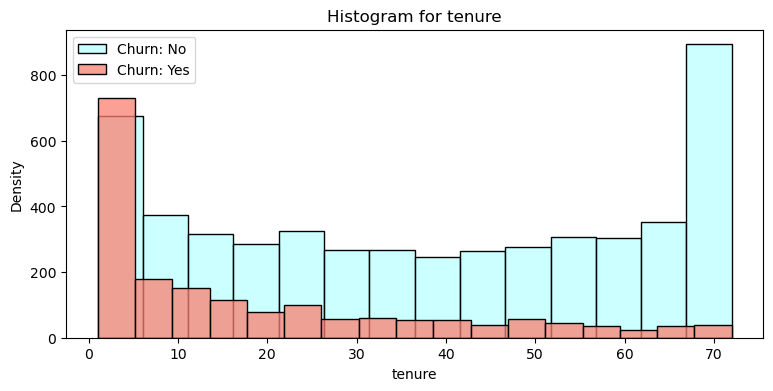 Histogram for tenure
Churn: No
Churn: Yes
Density
800
600
400
200
0
0 10 20 30 40 50 60 70
tenure